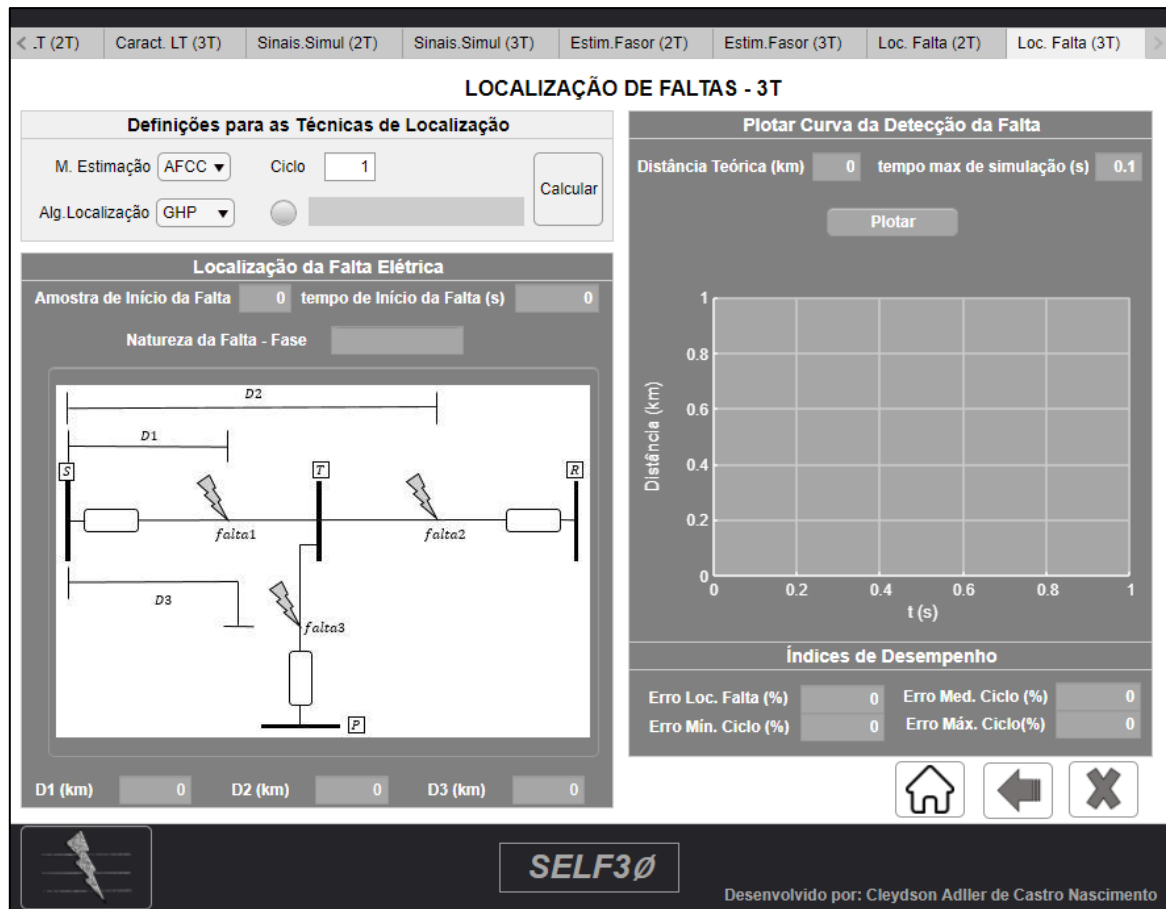 .T (2T) Caract. LT (3T) Sinais.Simul (2T) Sinais.Simul (3T) Estim.Fasor (2T) Estim.Fasor (3T) Loc. Falta (2T) Loc. Falta (3T)
LOCALIZAÇÃO DE FALTAS - 3T
Definições para as Técnicas de Localização
M. Estimação AFCC Ciclo 1
Calcular
Alg.Localização GHP
Localização da Falta Elétrica
Amostra de Início da Falta 0 tempo de Início da Falta (s) 0
Natureza da Falta - Fase
D2
D1
S T R
falta1 falta2
D3
falta3
P
D1 (km) 0 D2 (km) 0 D3 (km) 0
Plotar Curva da Detecção da Falta
Distância Teórica (km) 0 tempo max de simulação (s) 0.1
Plotar
1
0.8
0.6
0.4
0.2
0
Distância (km)
0 0.2 0.4 0.6 0.8 1
t (s)
Índices de Desempenho
Erro Loc. Falta (%) 0 Erro Med. Ciclo (%) 0
Erro Mín. Ciclo (%) 0 Erro Máx. Ciclo(%) 0
SELF3Ø
Desenvolvido por: Cleydson Adller de Castro Nascimento